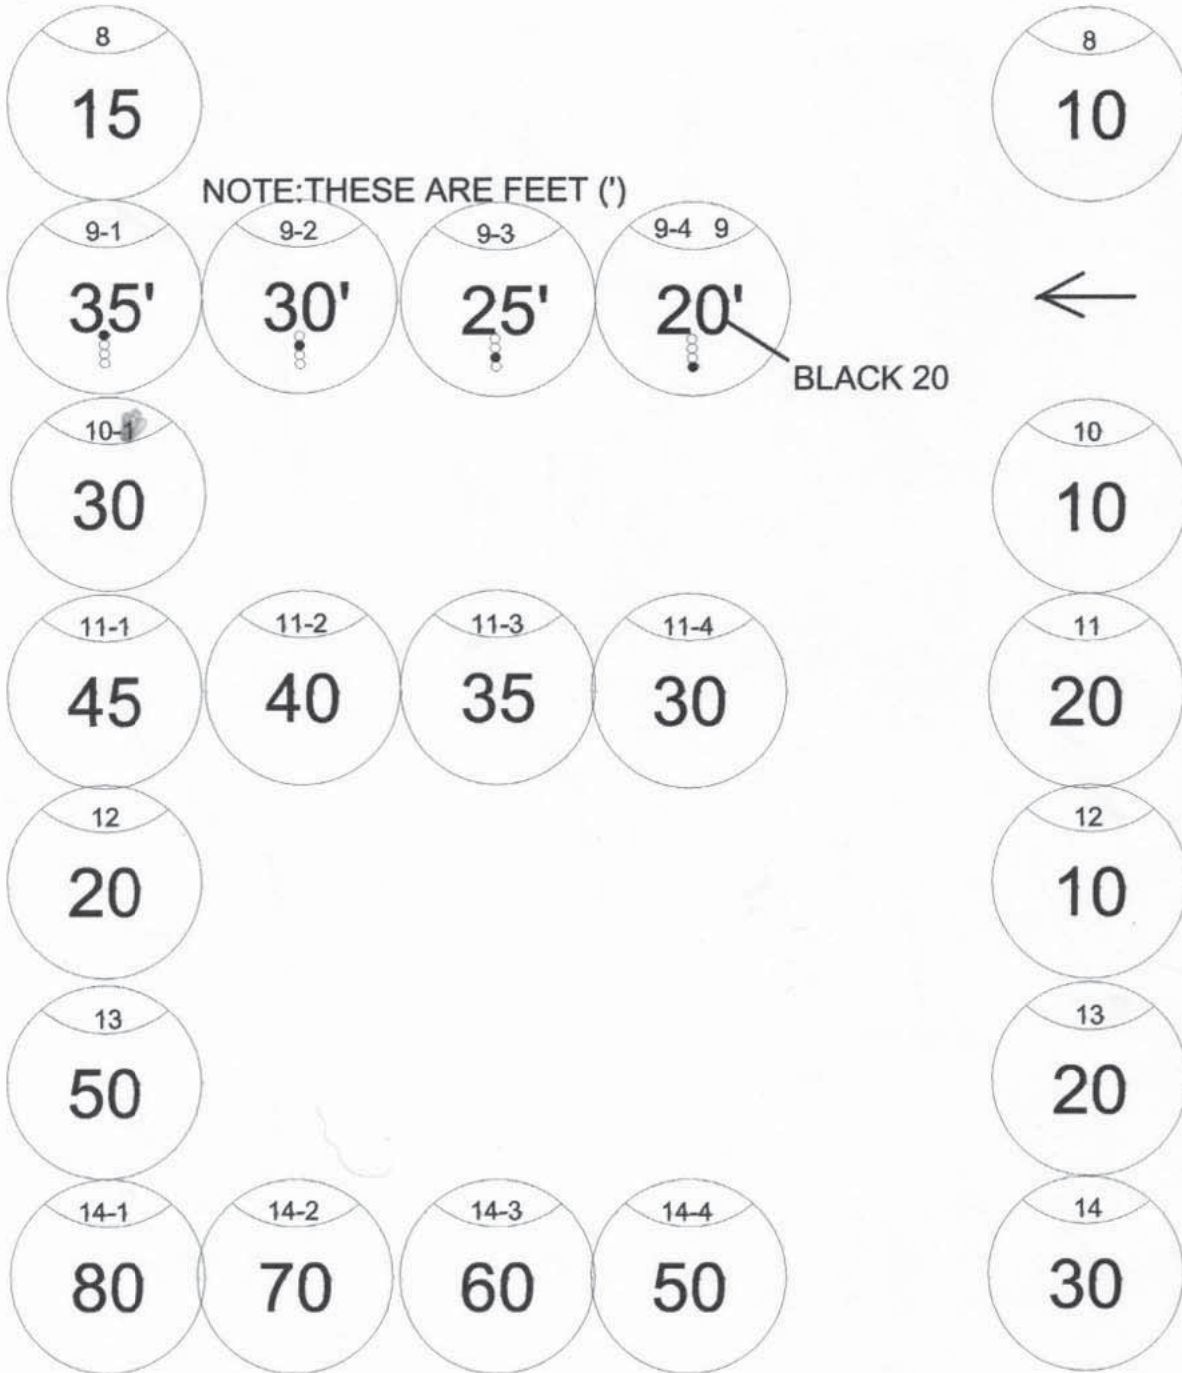 8 8
15 10
NOTE:THESE ARE FEET (')
9-1 9-2 9-3 9-4 9
35' 30' 25' 20'
BLACK 20
10-1 10
30 10
11-1 11-2 11-3 11-4 11
45 40 35 30 20
12 12
20 10
13 13
50 20
14-1 14-2 14-3 14-4 14
80 70 60 50 30